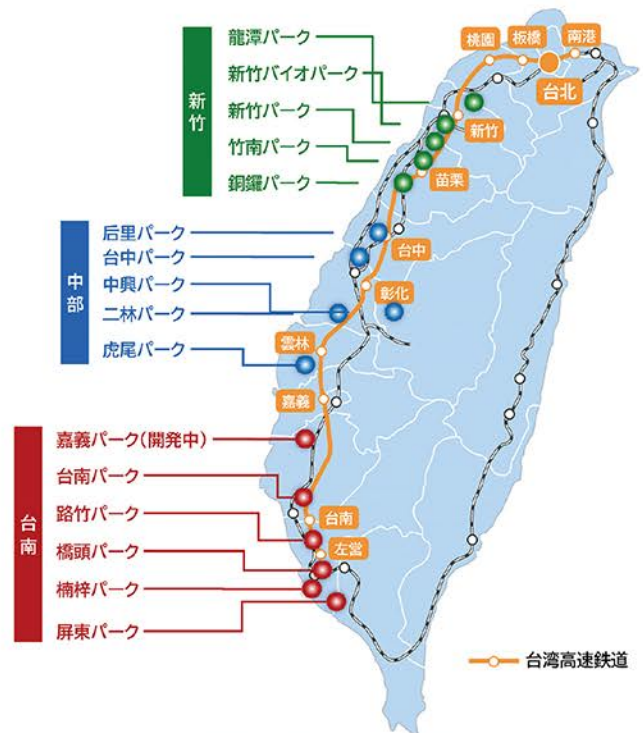 新竹
龍潭パーク
新竹バイオパーク
新竹パーク
竹南パーク
銅鑼パーク
中部
后里パーク
台中パーク
中興パーク
二林パーク
虎尾パーク
台南
嘉義パーク(開発中)
台南パーク
路竹パーク
橋頭パーク
楠梓パーク
屏東パーク
桃園
板橋
南港
台北
新竹
苗栗
台中
彰化
雲林
嘉義
台南
左営
台湾高速鉄道